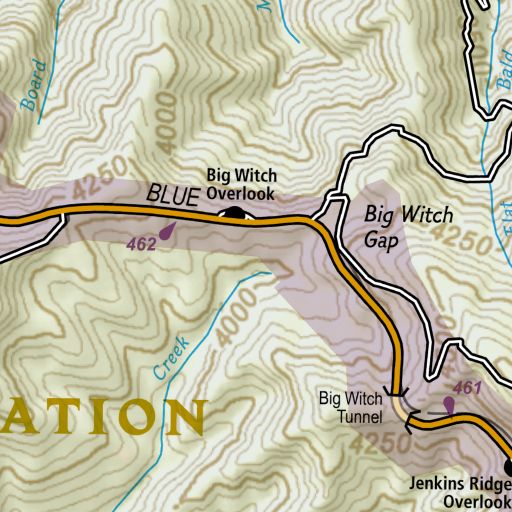 Board
4000
4250
BLUE
Big Witch
Overlook
462
Big Witch
Gap
4250
Bald
Flat
4000
Creek
ATION
Big Witch
Tunnel
461
4250
Jenkins Ridge
Overlook